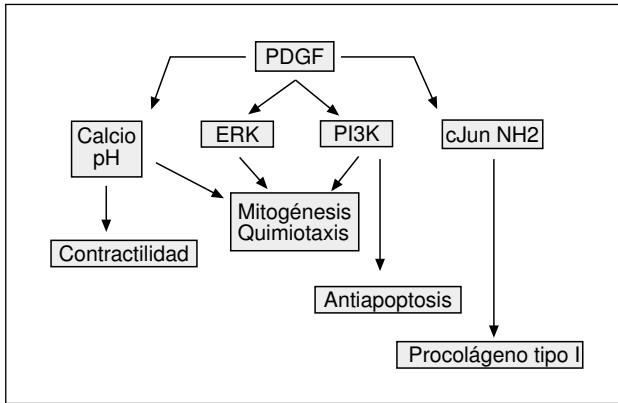 PDGF
Calcio
pH
ERK
PI3K
cJun NH2
Mitogénesis
Quimiotaxis
Contractilidad
Antiapoptosis
Procolágeno tipo I